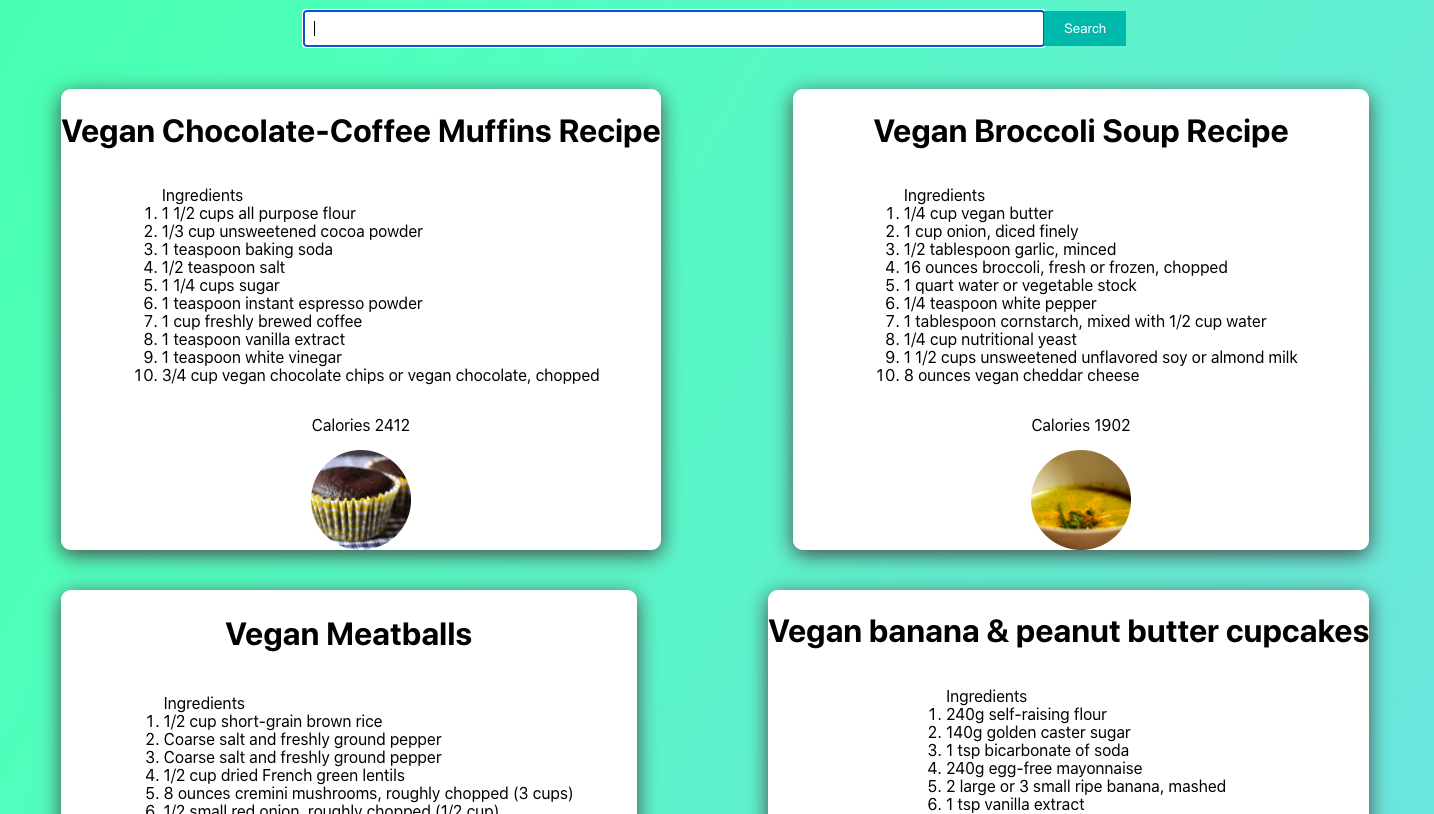 Search
Vegan Chocolate-Coffee Muffins Recipe
Ingredients
1. 1 1/2 cups all purpose flour
2. 1/3 cup unsweetened cocoa powder
3. 1 teaspoon baking soda
4. 1/2 teaspoon salt
5. 1 1/4 cups sugar
6. 1 teaspoon instant espresso powder
7. 1 cup freshly brewed coffee
8. 1 teaspoon vanilla extract
9. 1 teaspoon white vinegar
10. 3/4 cup vegan chocolate chips or vegan chocolate, chopped
Calories 2412
Vegan Broccoli Soup Recipe
Ingredients
1. 1/4 cup vegan butter
2. 1 cup onion, diced finely
3. 1/2 tablespoon garlic, minced
4. 16 ounces broccoli, fresh or frozen, chopped
5. 1 quart water or vegetable stock
6. 1/4 teaspoon white pepper
7. 1 tablespoon cornstarch, mixed with 1/2 cup water
8. 1/4 cup nutritional yeast
9. 1 1/2 cups unsweetened unflavored soy or almond milk
10. 8 ounces vegan cheddar cheese
Calories 1902
Vegan Meatballs
Ingredients
1. 1/2 cup short-grain brown rice
2. Coarse salt and freshly ground pepper
3. Coarse salt and freshly ground pepper
4. 1/2 cup dried French green lentils
5. 8 ounces cremini mushrooms, roughly chopped (3 cups)
6. 1/2 small red onion, roughly chopped (1/2 cup)
Vegan banana & peanut butter cupcakes
Ingredients
1. 240g self-raising flour
2. 140g golden caster sugar
3. 1 tsp bicarbonate of soda
4. 240g egg-free mayonnaise
5. 2 large or 3 small ripe banana, mashed
6. 1 tsp vanilla extract